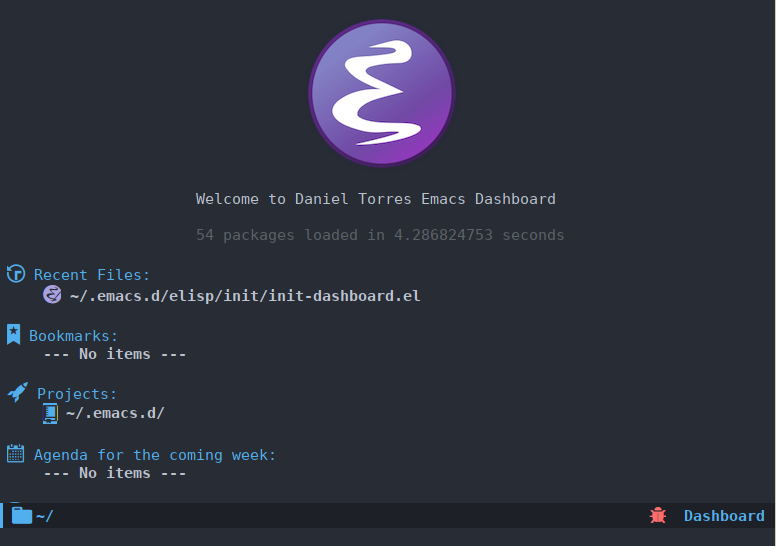 Welcome to Daniel Torres Emacs Dashboard
54 packages loaded in 4.286824753 seconds
Recent Files:
~/.emacs.d/elisp/init/init-dashboard.el
Bookmarks:
--- No items ---
Projects:
~/.emacs.d/
Agenda for the coming week:
--- No items ---
~/ Dashboard